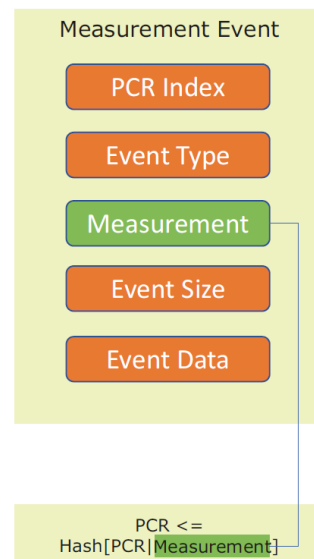 Measurement Event
PCR Index
Event Type
Measurement
Event Size
Event Data
PCR <=
Hash[PCR|Measurement]